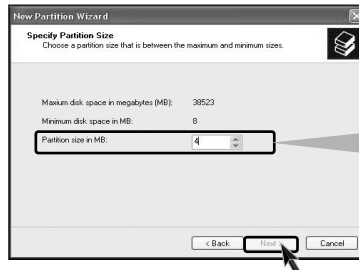 New Partition Wizard
Specify Partition Size
Choose a partition size that is between the maximum and minimum sizes.
Maxium disk space in megabytes (MB): 38523
Minimum disk space in MB: 8
Partition size in MB: 4
< Back Next > Cancel